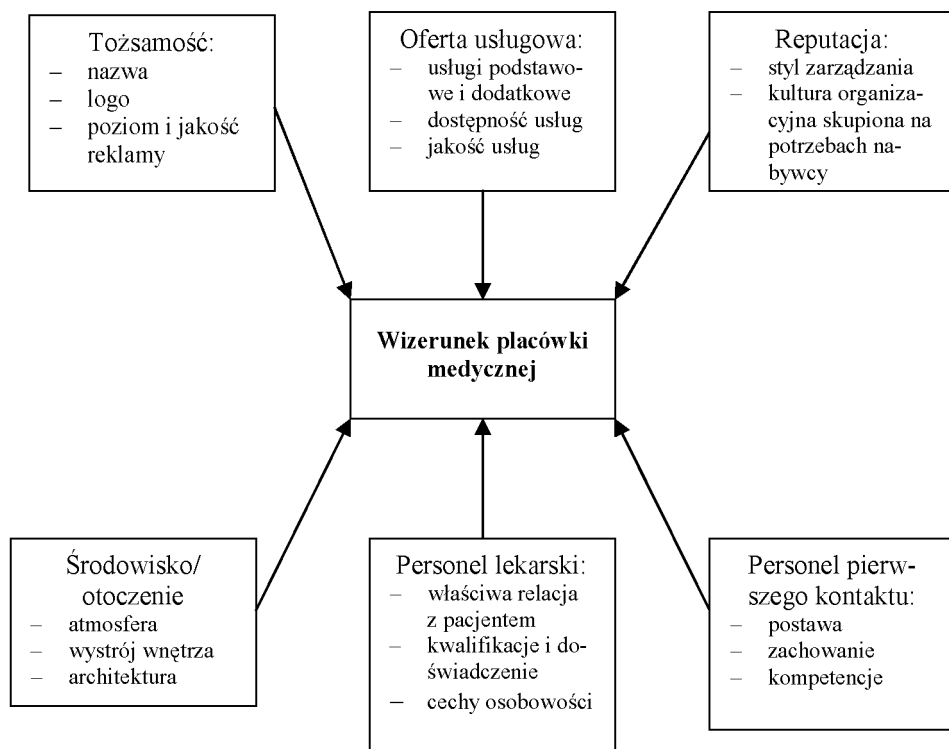 Tożsamość:
– nazwa
– logo
– poziom i jakość
reklamy
Oferta usługowa:
– usługi podstawo-
we i dodatkowe
– dostępność usług
– jakość usług
Reputacja:
– styl zarządzania
– kultura organiza-
cyjna skupiona na
potrzebach na-
bywcy
Wizerunek placówki
medycznej
Środowisko/
otoczenie
– atmosfera
– wystrój wnętrza
– architektura
Personel lekarski:
– właściwa relacja
z pacjentem
– kwalifikacje i do-
świadczenie
– cechy osobowości
Personel pierw-
szego kontaktu:
– postawa
– zachowanie
– kompetencje